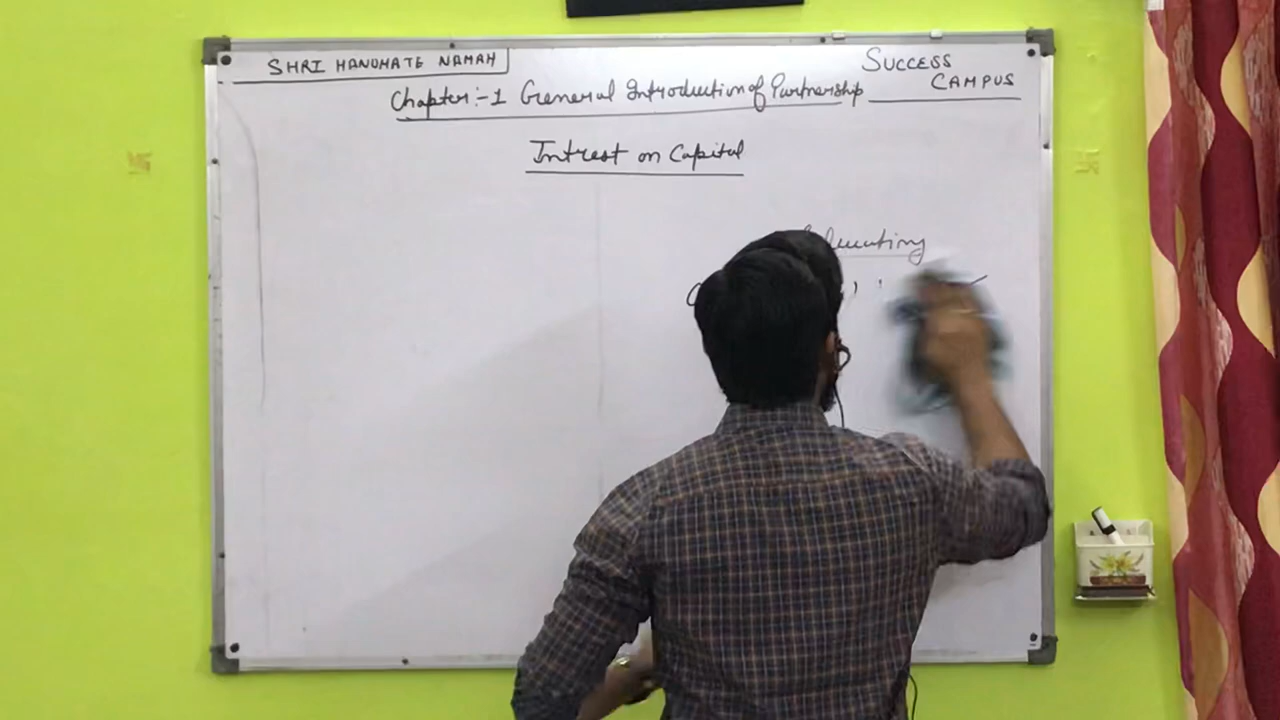 SHRI HANUMATE NAMAH
SUCCESS
CAMPUS
Chapter:-1 General Introduction of Partnership
Intrest on Capital